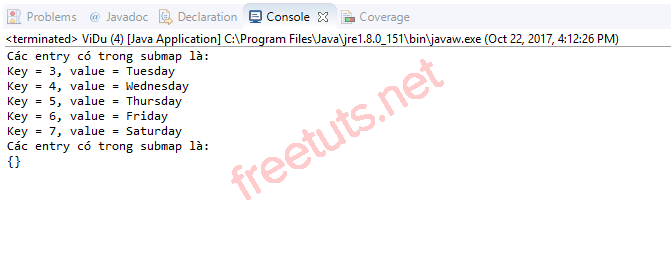 Problems @ Javadoc Declaration Console Coverage
<terminated> ViDu (4) [Java Application] C:\Program Files\Java\jre1.8.0_151\bin\javaw.exe (Oct 22, 2017, 4:12:26 PM)
Các entry có trong submap là:
Key = 3, value = Tuesday
Key = 4, value = Wednesday
Key = 5, value = Thursday
Key = 6, value = Friday
Key = 7, value = Saturday
Các entry có trong submap là:
{}
freetuts.net